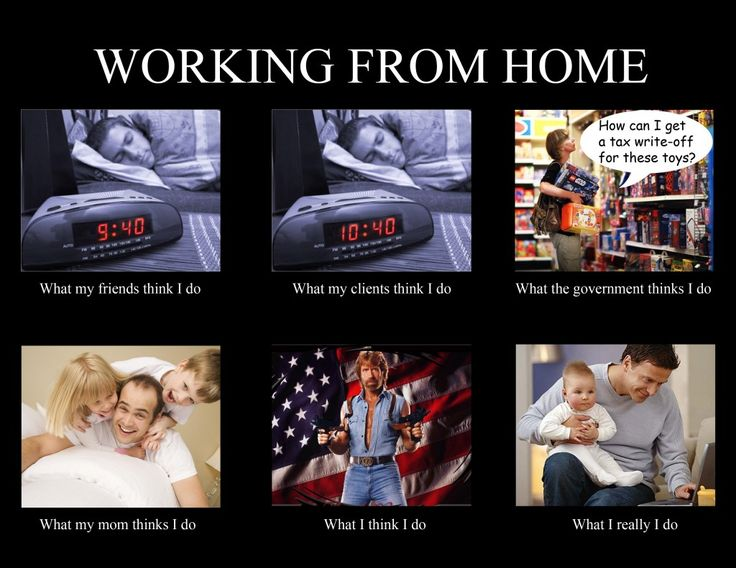 WORKING FROM HOME
9:40
AUTO
10:40
AUTO
How can I get
a tax write-off
for these toys?
What my friends think I do
What my clients think I do
What the government thinks I do
What my mom thinks I do
What I think I do
What I really I do